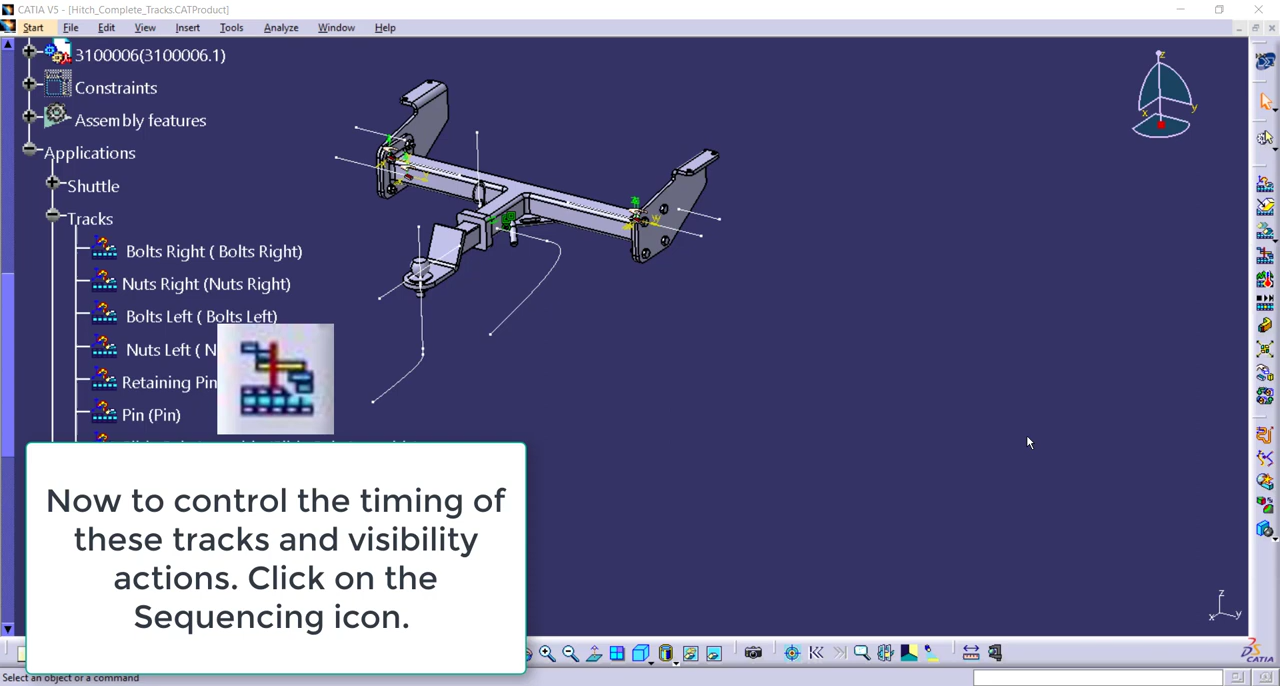 CATIA V5 - [Hitch_Complete_Tracks.CATProduct]
Start File Edit View Insert Tools Analyze Window Help
3100006(3100006.1)
Constraints
Assembly features
Applications
Shuttle
Tracks
Bolts Right ( Bolts Right)
Nuts Right (Nuts Right)
Bolts Left ( Bolts Left)
Nuts Left ( N
Retaining Pin
Pin (Pin)
z
y
x
Now to control the timing of
these tracks and visibility
actions. Click on the
Sequencing icon.
z
x y
CATIA
Select an object or a command